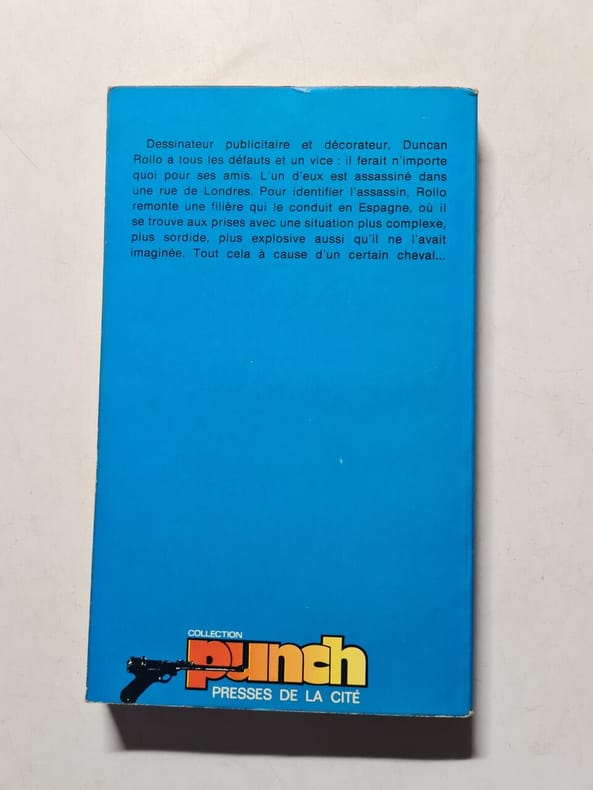 Dessinateur publicitaire et décorateur, Duncan
Rollo a tous les défauts et un vice : il ferait n'importe
quoi pour ses amis. L'un d'eux est assassiné dans
une rue de Londres. Pour identifier l'assassin, Rollo
remonte une filière qui le conduit en Espagne, où il
se trouve aux prises avec une situation plus complexe,
plus sordide, plus explosive aussi qu'il ne l'avait
imaginée. Tout cela à cause d'un certain cheval...
COLLECTION
punch
PRESSES DE LA CITÉ